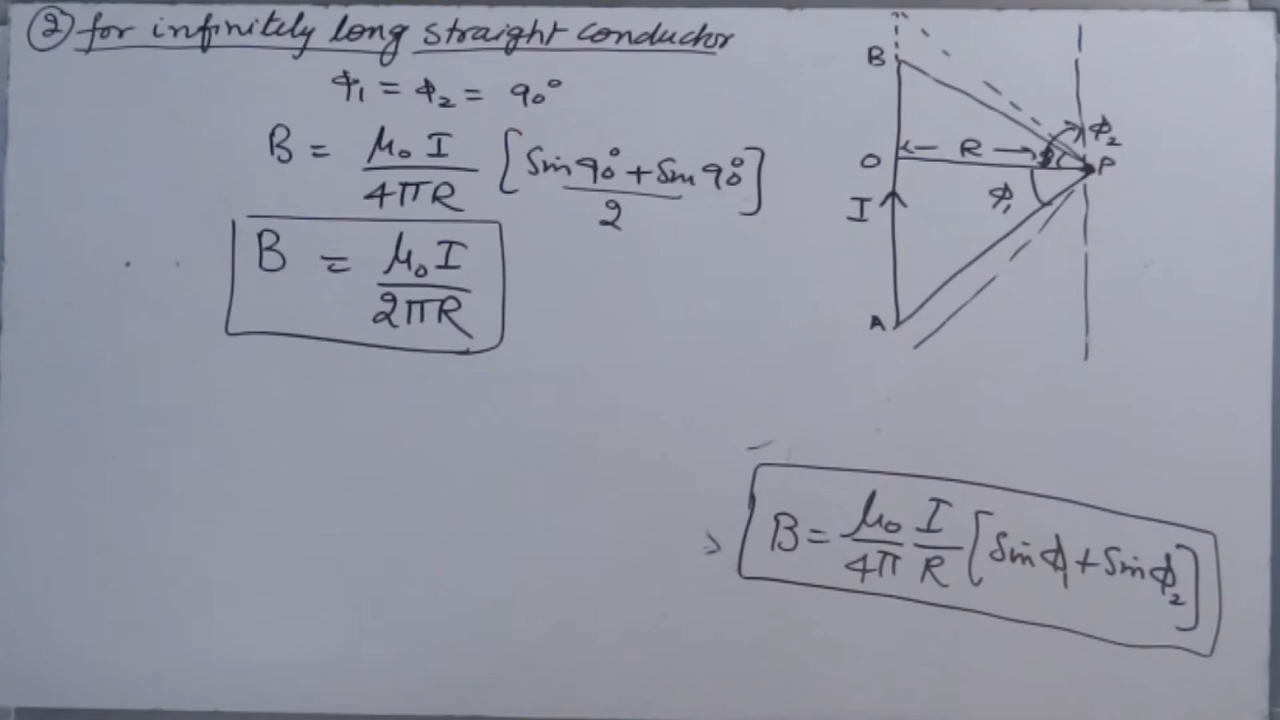 ② for infinitely long straight conductor
ϕ₁ = ϕ₂ = 90°
B = μ₀ I / 4πR [Sin 90° + Sin 90° / 2]
B = μ₀ I / 2πR
B
O
I
A
← R →
ϕ₂
P
ϕ₁
B = μ₀ / 4π I / R [Sin ϕ₁ + Sin ϕ₂]